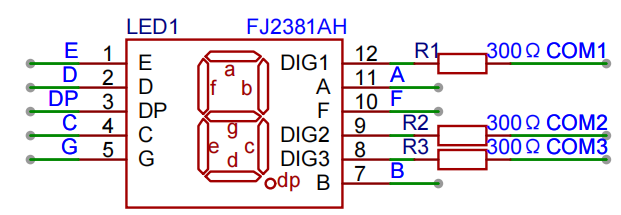 LED1 FJ2381AH
E 1 E DIG1 12 R1 300Ω COM1
D 2 D A 11 A
DP 3 DP F 10 F
C 4 C DIG2 9 R2 300Ω COM2
G 5 G DIG3 8 R3 300Ω COM3
B 7 B
a
f b
g
e c
d
dp